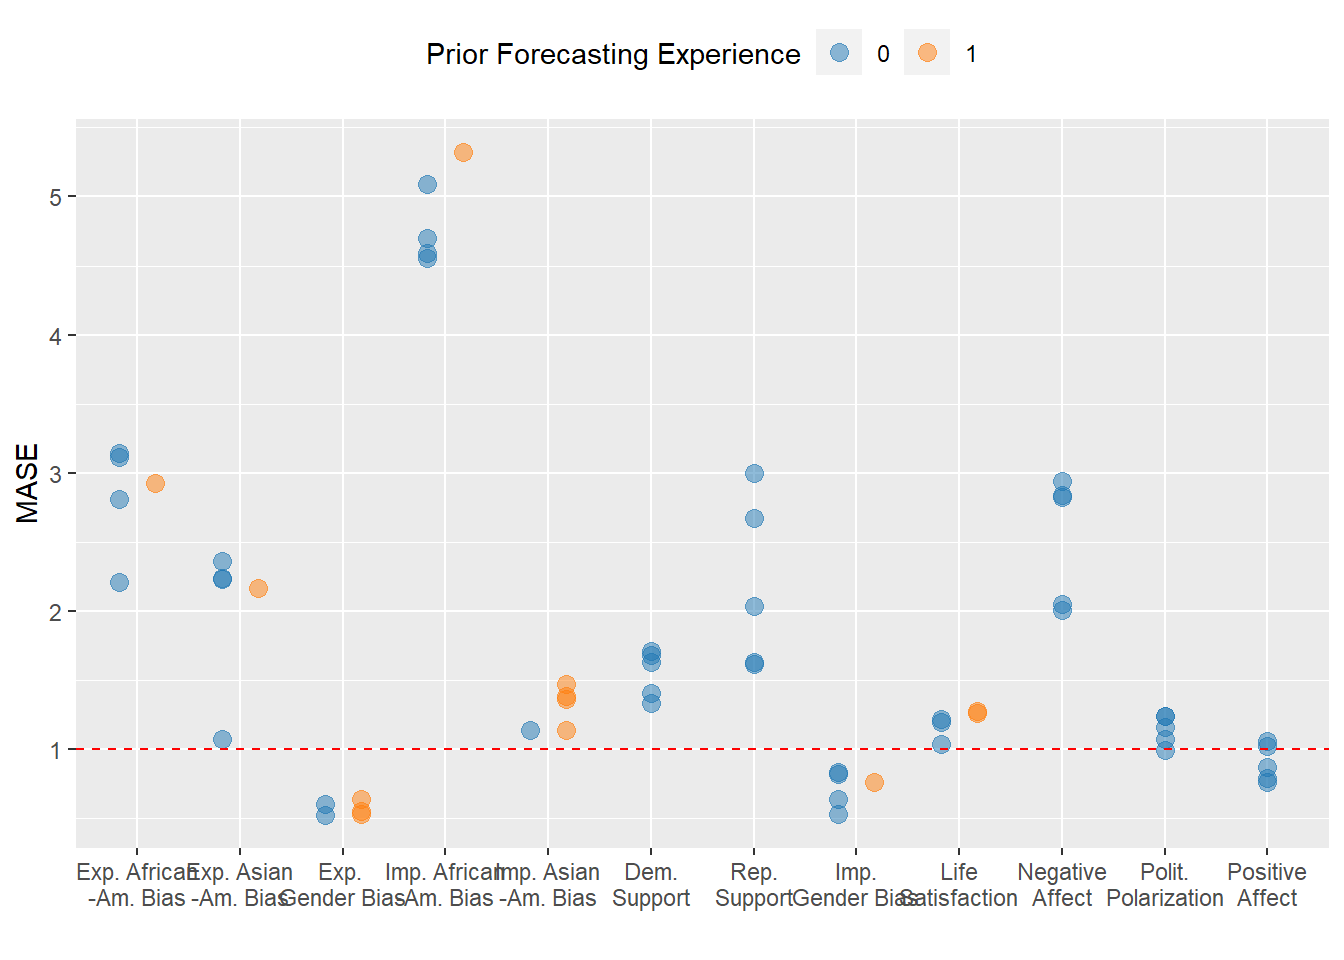 Prior Forecasting Experience 0 1
5
4
3
2
1
MASE
Exp. African Exp. Asian Exp. Imp. African Imp. Asian Dem. Rep. Imp. Life Negative Polit. Positive
-Am. Bias -Am. Bias Gender Bias -Am. Bias -Am. Bias Support Support Gender Bias Satisfaction Affect Polarization Affect